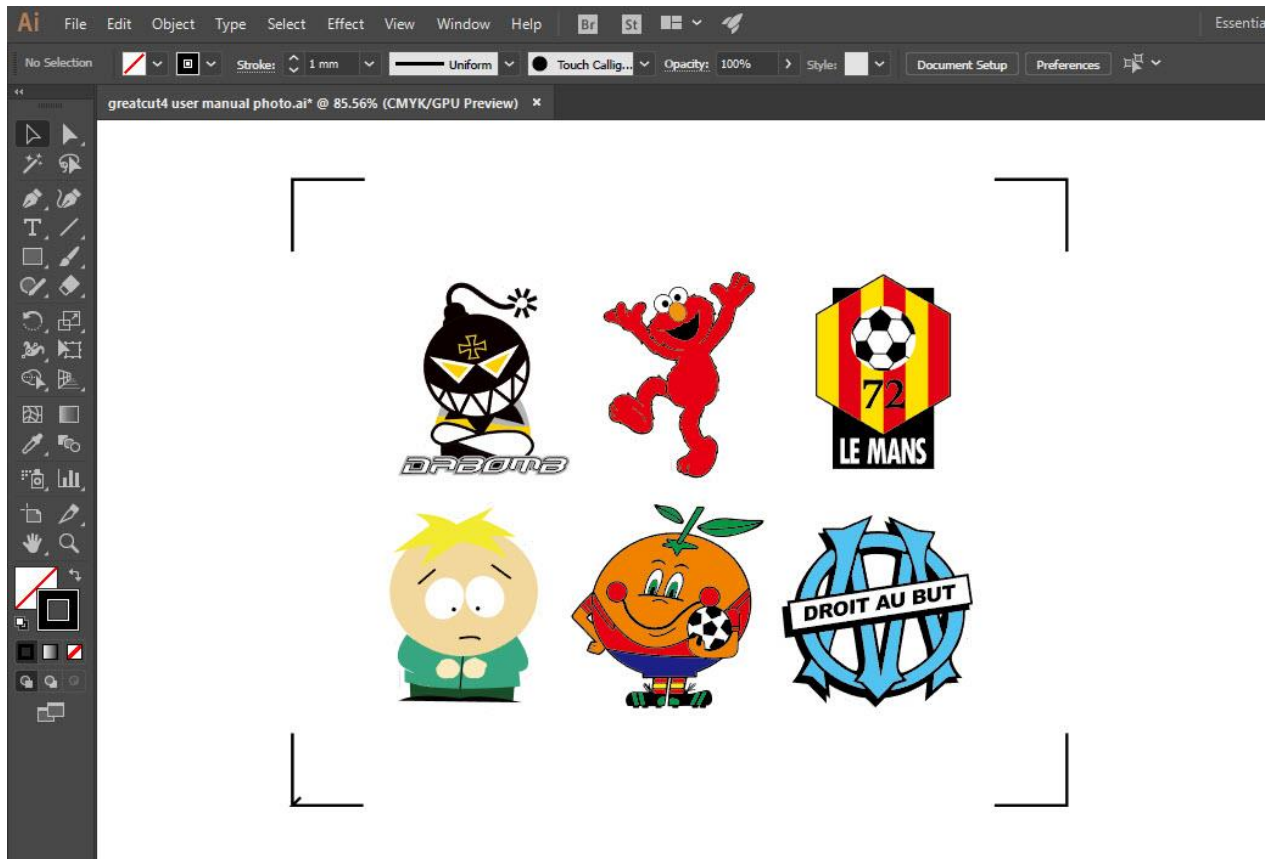 Ai File Edit Object Type Select Effect View Window Help Br St Essentia
No Selection Stroke: 1 mm Uniform Touch Callig... Opacity: 100% Style: Document Setup Preferences
greatcut4 user manual photo.ai* @ 85.56% (CMYK/GPU Preview) ×
72
LE MANS
DABOMB
DROIT AU BUT